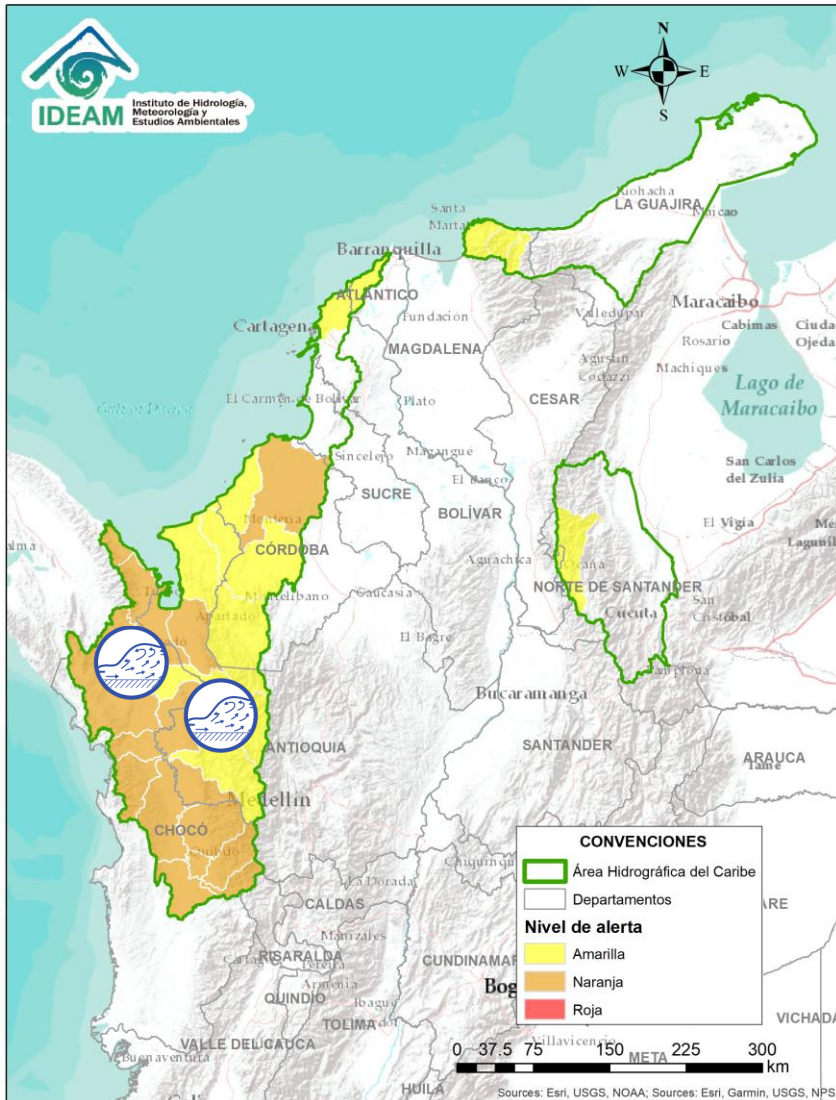 IDEAM
Instituto de Hidrología,
Meteorología y
Estudios Ambientales
N
W
E
S
Riohacha
LA GUAJIRA
Maicao
Santa
Marta
Barranquilla
ATLÁNTICO
Maracaibo
Cartagena
Fundación
Valledupar
Cabimas
Ciudad
Ojeda
Rosario
MAGDALENA
Machiques
Agustín
Codazzi
Lago de
Maracaibo
CESAR
El Carmen de Bolívar
Plato
Sincelejo
Magangué
San Carlos
del Zulia
El Banco
SUCRE
BOLÍVAR
Montería
El Vigía
CÓRDOBA
Aguachica
Ocaña
NORTE DE SANTANDER
Montelíbano
Caucasia
Apartadó
Cucuta
San
Cristóbal
El Bagre
Pamplona
Bucaramanga
ANTIOQUIA
SANTANDER
ARAUCA
Tame
Medellín
CHOCÓ
Quibdó
La Dorada
CALDAS
Manizales
RISARALDA
Pereira
CUNDINAMAR
Armenia
QUINDÍO
Ibague
Bog
TOLIMA
VICHADA
VALLE DEL CAUCA
Buenaventura
Villavicencio
META
HUILA
CONVENCIONES
Área Hidrográfica del Caribe
Departamentos
Nivel de alerta
Amarilla
Naranja
Roja
0 37.5 75 150 225 300
km
Sources: Esri, USGS, NOAA; Sources: Esri, Garmin, USGS, NPS